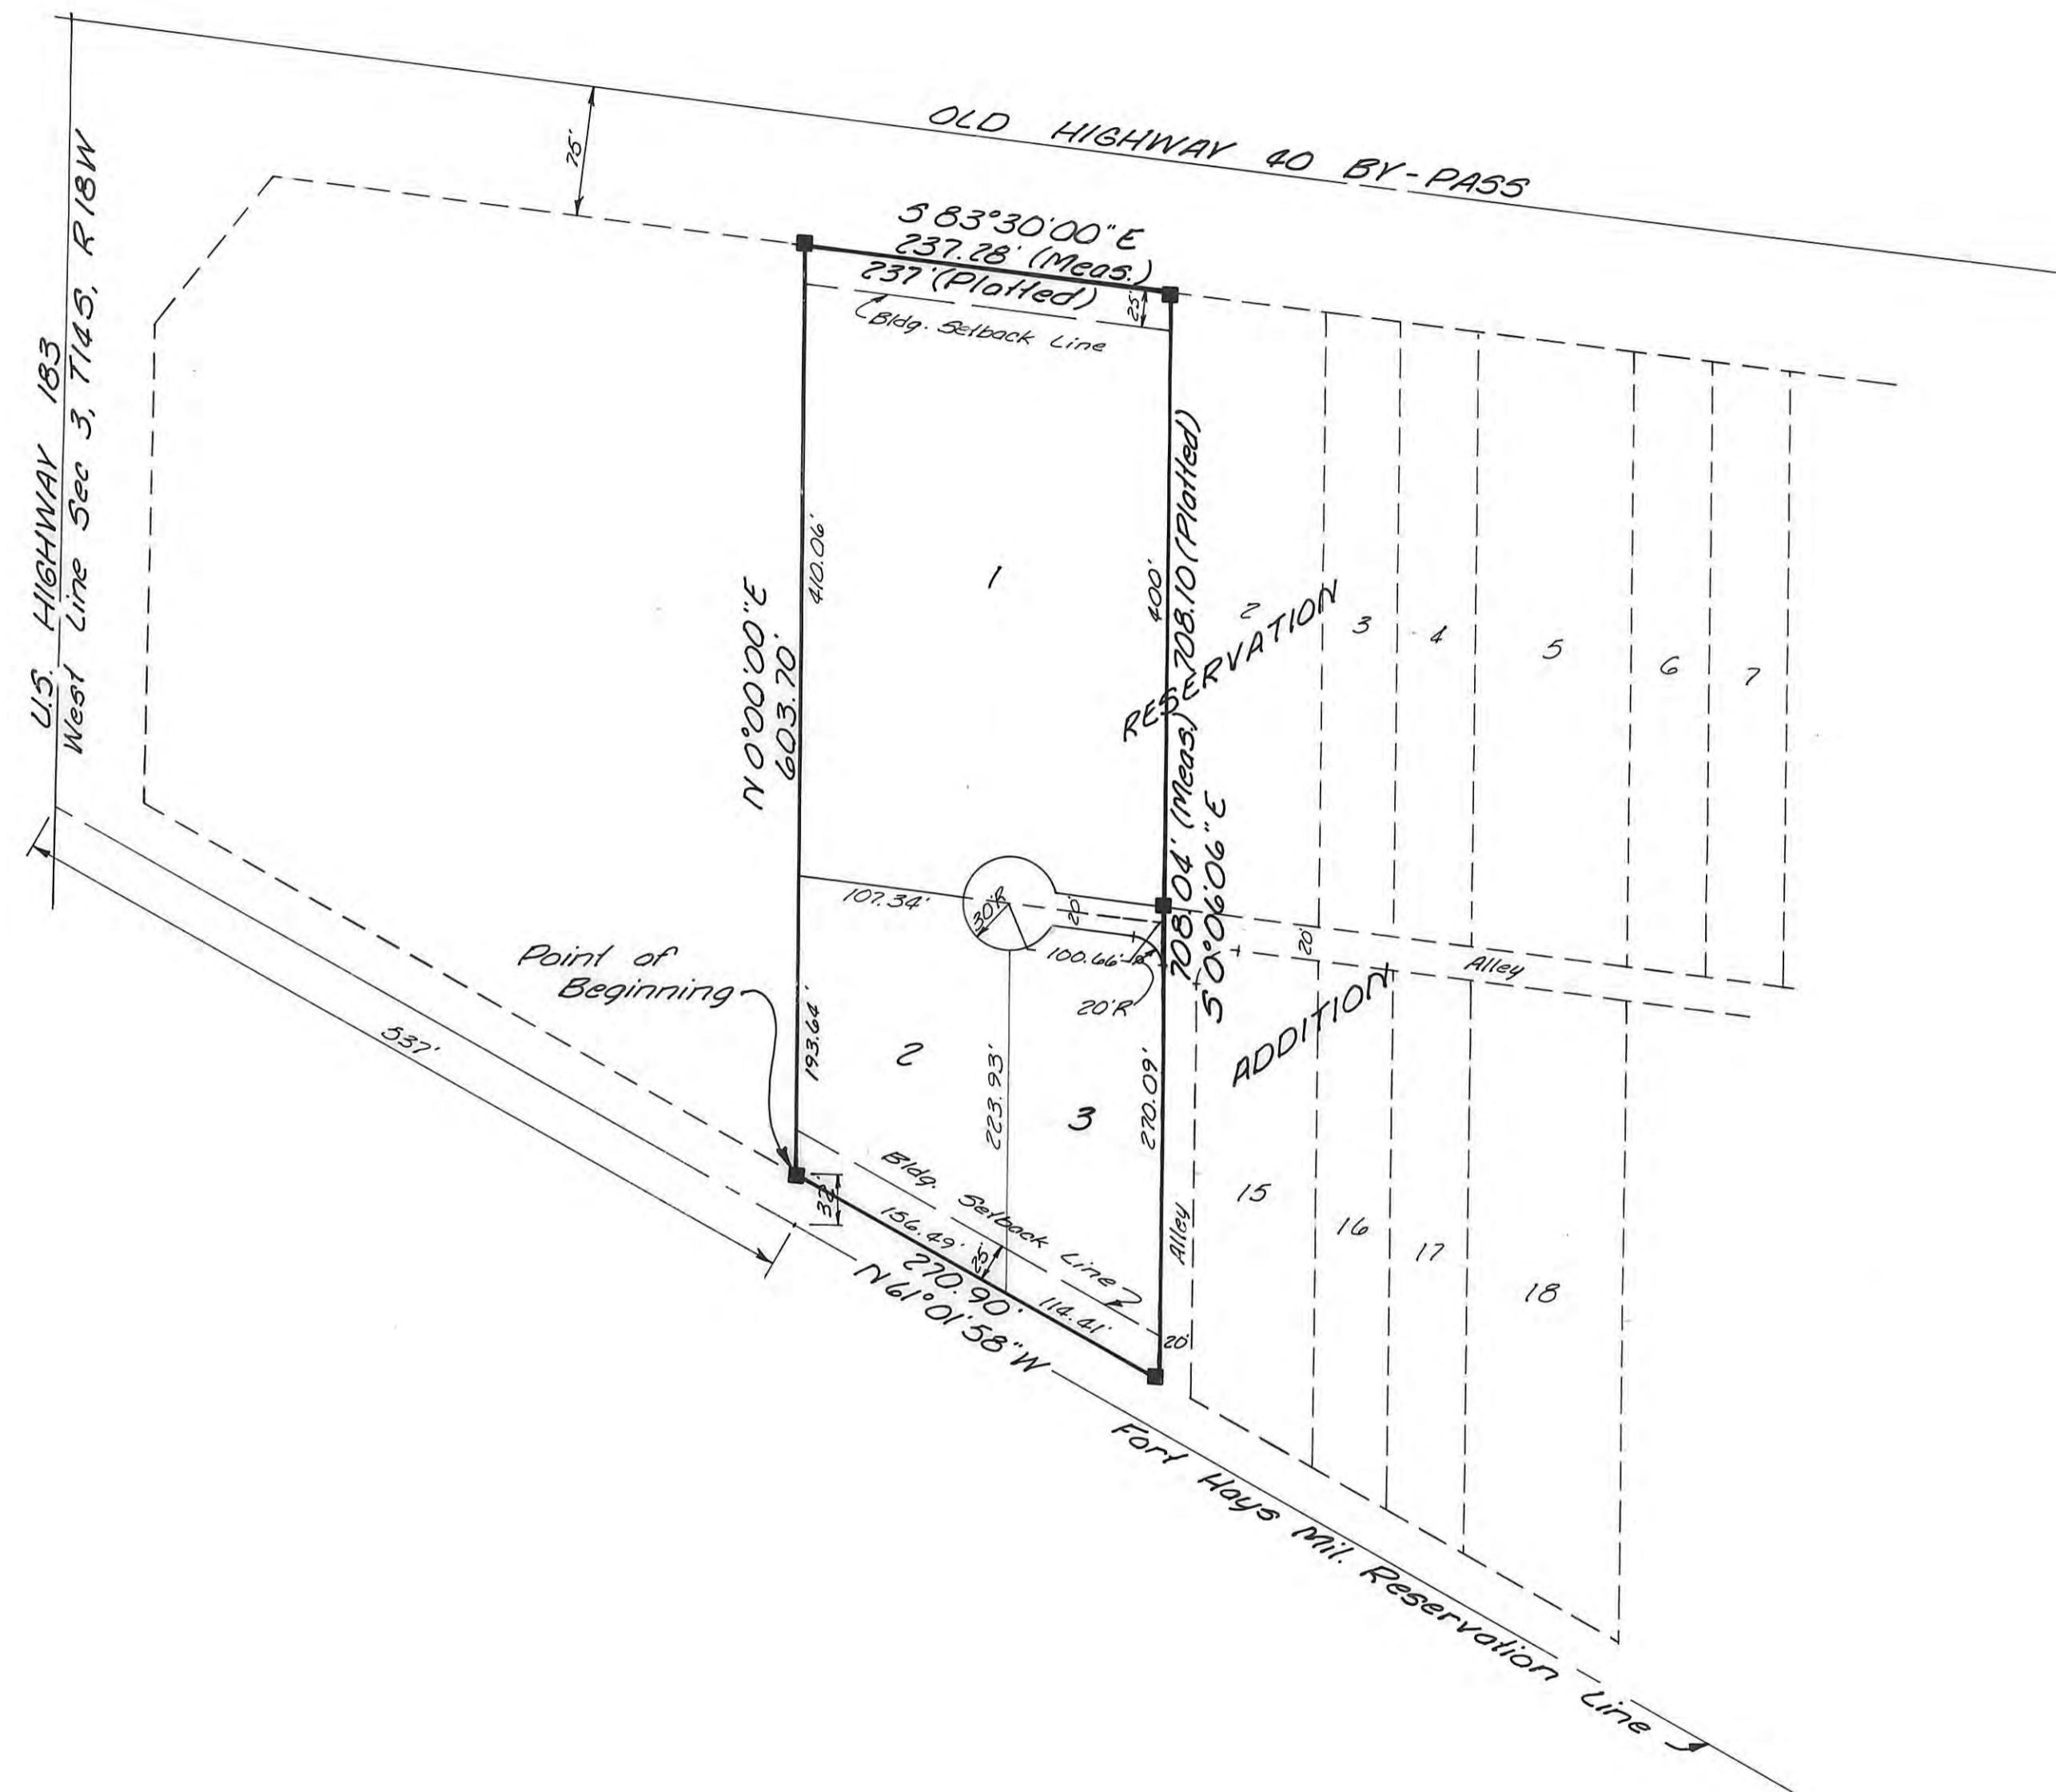 OLD HIGHWAY 40 BY-PASS
75'
U.S. HIGHWAY 183
West Line Sec 3, T14S, R18W
S 83°30'00"E
237.28' (Meas.)
237' (Platted)
25'
Bldg. Setback Line
N 0°00'00"E
603.70'
410.06'
1
400'
708.04' (Meas.) 708.10 (Platted)
S 0°06'06"E
RESERVATION
2
3
4
5
6
7
107.34'
30'R
20'
100.66'
20'R
20'
Alley
ADDITION
Point of
Beginning
537'
193.64'
2
223.93'
3
270.09'
Alley
15
16
17
18
32'
Bldg. Setback Line
156.49'
25'
114.41'
20'
270.90'
N 61°01'58"W
Fort Hays Mil. Reservation Line